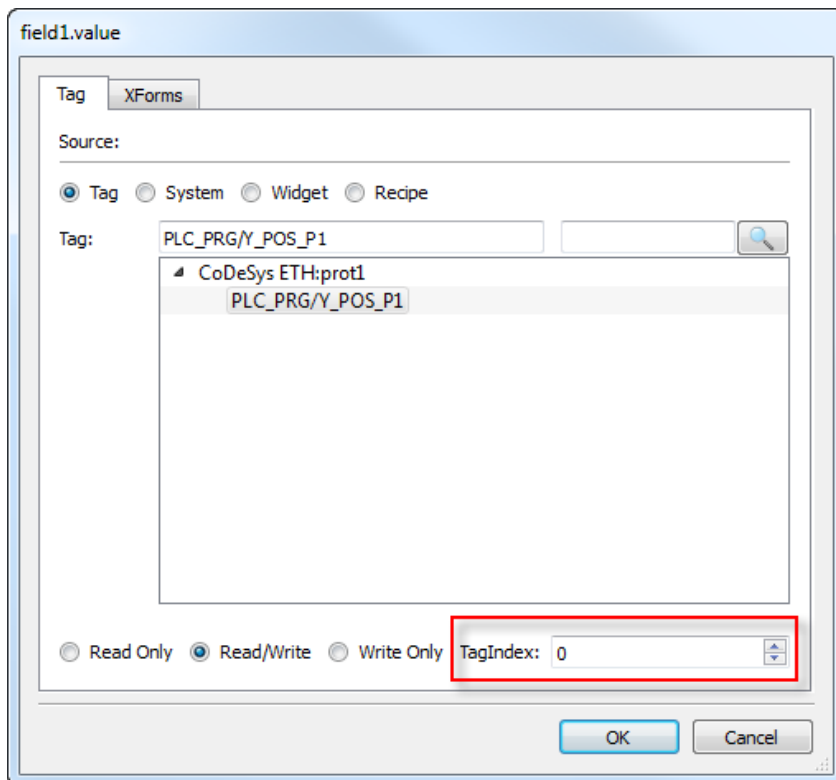 field1.value
Tag XForms
Source:
Tag System Widget Recipe
Tag: PLC_PRG/Y_POS_P1
CoDeSys ETH:prot1
PLC_PRG/Y_POS_P1
Read Only Read/Write Write Only TagIndex: 0
OK Cancel